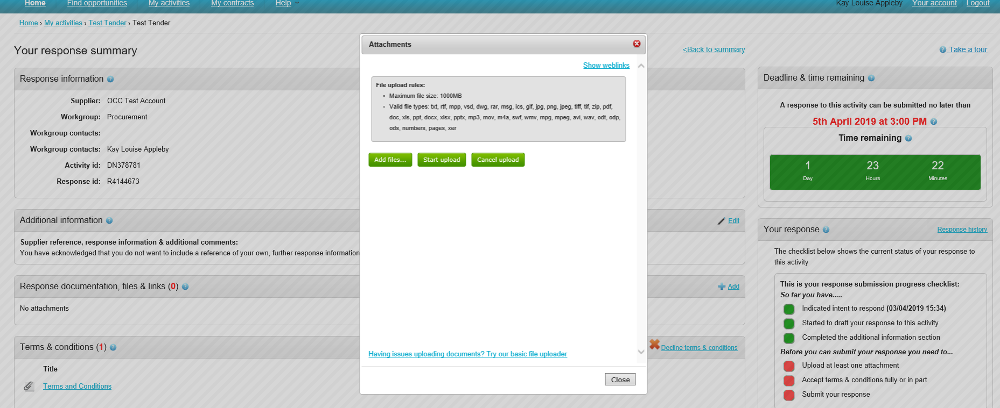 Home Find opportunities My activities My contracts Help Kay Louise Appleby Your account Logout
Home › My activities › Test Tender › Test Tender
Your response summary
<Back to summary
Take a tour
Response information
Supplier: OCC Test Account
Workgroup: Procurement
Workgroup contacts:
Workgroup contacts: Kay Louise Appleby
Activity id: DN378781
Response id: R4144673
Additional information
Edit
Supplier reference, response information & additional comments:
You have acknowledged that you do not want to include a reference of your own, further response information
Response documentation, files & links (0)
Add
No attachments
Terms & conditions (1)
Decline terms & conditions
Title
Terms and Conditions
Attachments
Show weblinks
File upload rules:
Maximum file size: 1000MB
Valid file types: txt, rtf, mpp, vsd, dwg, rar, msg, ics, gif, jpg, png, jpeg, tiff, tif, zip, pdf,
doc, xls, ppt, docx, xlsx, pptx, mp3, mov, m4a, swf, wmv, mpg, mpeg, avi, wav, odt, odp,
ods, numbers, pages, xer
Add files... Start upload Cancel upload
Having issues uploading documents? Try our basic file uploader
Close
Deadline & time remaining
A response to this activity can be submitted no later than
5th April 2019 at 3:00 PM
Time remaining
1 23 22
Day Hours Minutes
Your response
Response history
The checklist below shows the current status of your response to
this activity
This is your response submission progress checklist:
So far you have.....
Indicated intent to respond (03/04/2019 15:34)
Started to draft your response to this activity
Completed the additional information section
Before you can submit your response you need to...
Upload at least one attachment
Accept terms & conditions fully or in part
Submit your response